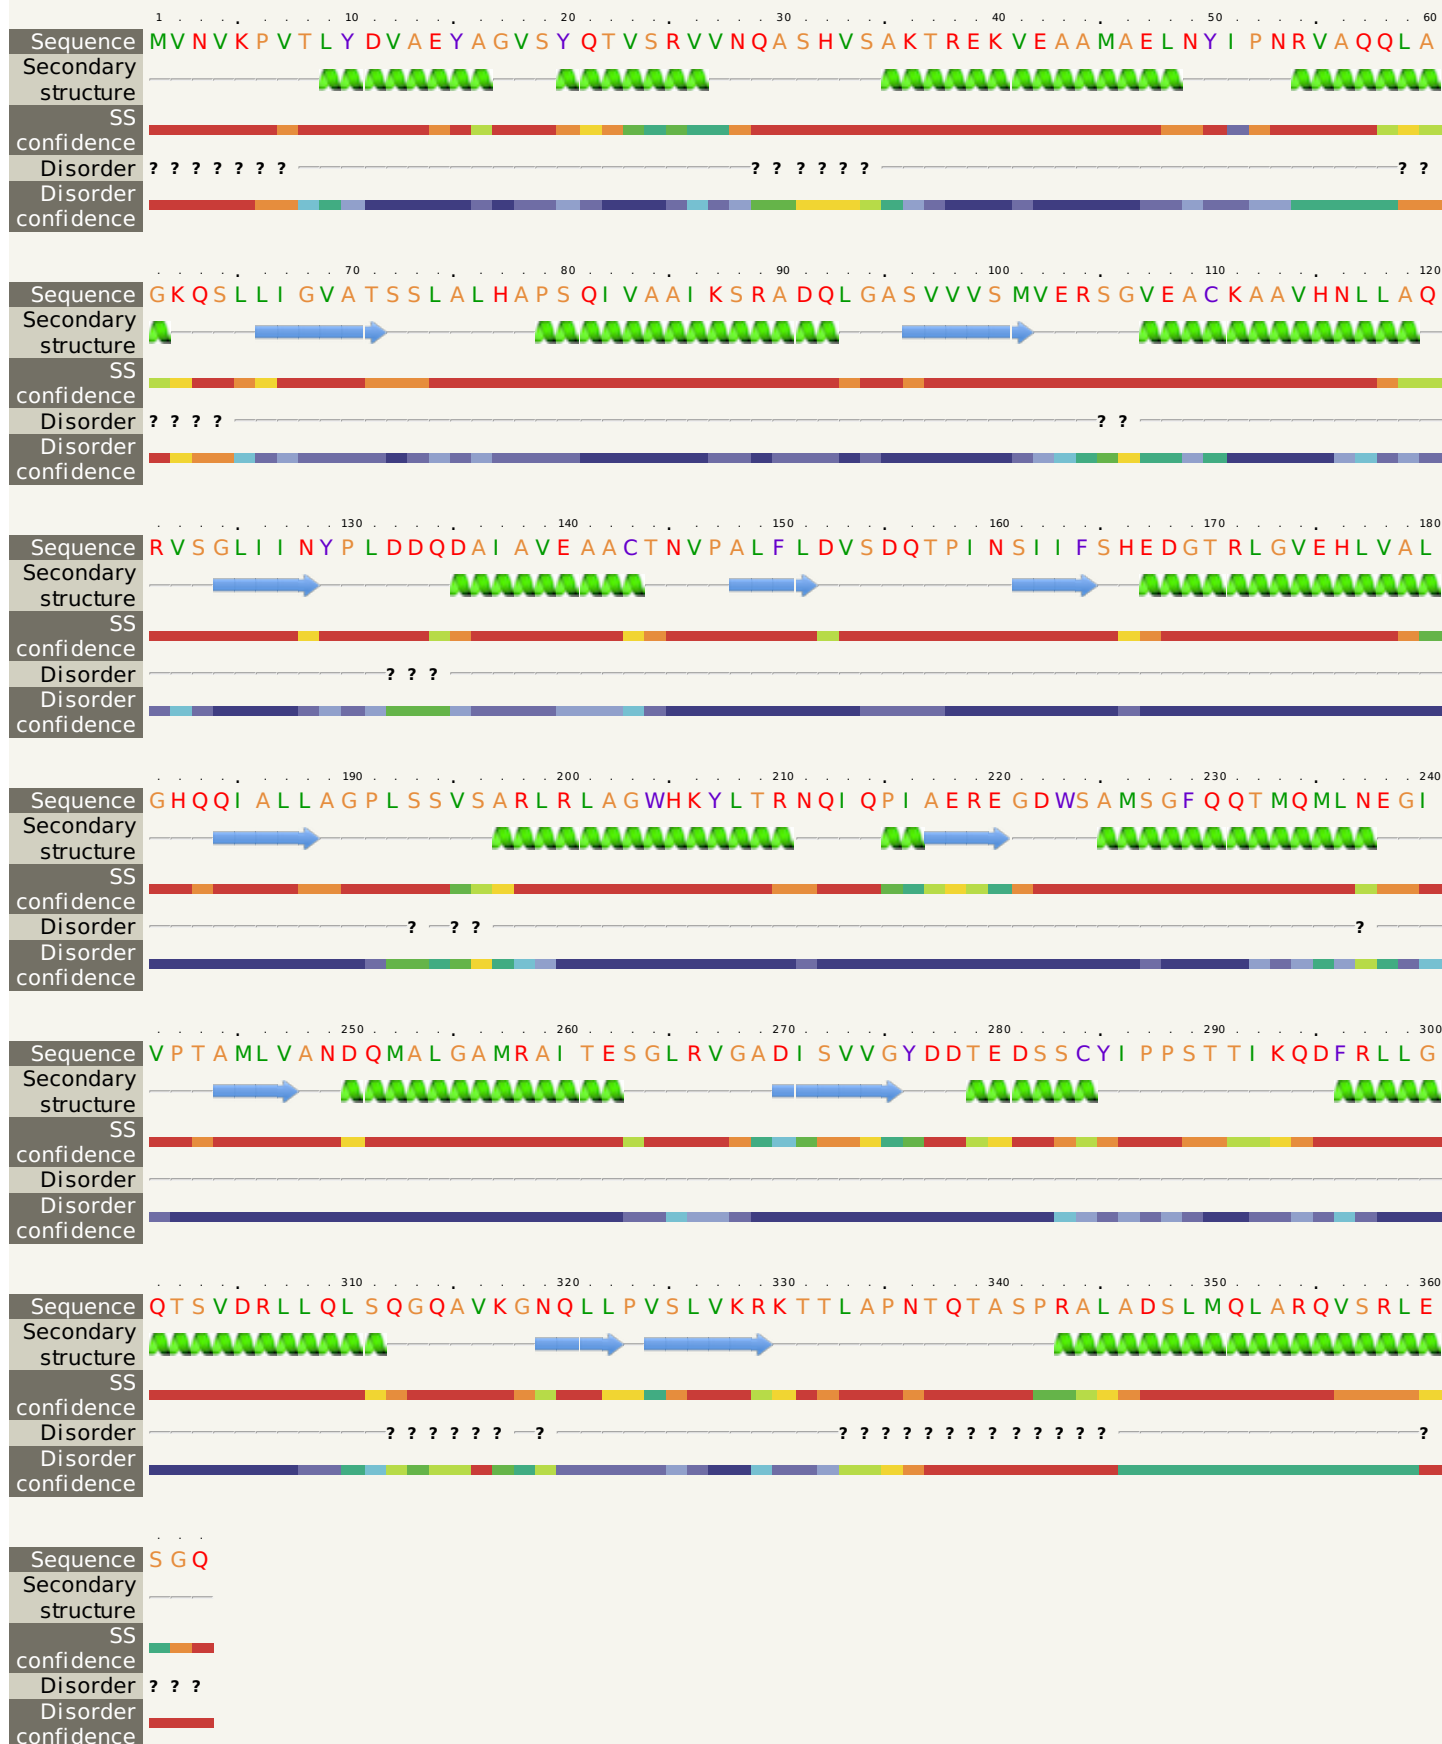 1 10 20 30 40 50 60
Sequence MVNVKPVTLYDVAEYAGVSYQTVSRVVNQASHVSAKTREKVEAAMAELNYIPNRVAQQLA
Secondary
structure
SS
confidence
Disorder ? ? ? ? ? ? ? ? ? ? ? ? ? ? ?
Disorder
confidence
70 80 90 100 110 120
Sequence GKQSLLIGVATSSLALHAPSQIVAAIKSRADQLGASVVVSMVERSGVEACKAAVHNLLAQ
Secondary
structure
SS
confidence
Disorder ? ? ? ? ? ?
Disorder
confidence
130 140 150 160 170 180
Sequence RVSGLIINYPLDDQDAIAVEAACTNVPALFLDVSDQTPINSIIFSHEDGTRLGVEHLVAL
Secondary
structure
SS
confidence
Disorder ? ? ?
Disorder
confidence
190 200 210 220 230 240
Sequence GHQQIALLAGPLSSVSARLRLAGWHKYLTRNQIQPIAEREGDWSAMSGFQQTMQMLNEGI
Secondary
structure
SS
confidence
Disorder ? ? ? ?
Disorder
confidence
250 260 270 280 290 300
Sequence VPTAMLVANDQMALGAMRAITESGLRVGADISVVGYDDTEDSSCYIPPSTTIKQDFRLLG
Secondary
structure
SS
confidence
Disorder
Disorder
confidence
310 320 330 340 350 360
Sequence QTSVDRLLQLSQGQAVKGNQLLPVSLVKRKTTLAPNTQTASPRALADSLMQLARQVSRLE
Secondary
structure
SS
confidence
Disorder ? ? ? ? ? ? ? ? ? ? ? ? ? ? ? ? ? ? ? ? ?
Disorder
confidence
Sequence SGQ
Secondary
structure
SS
confidence
Disorder ? ? ?
Disorder
confidence